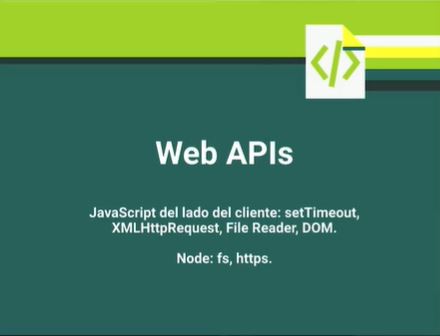 Web APIs
JavaScript del lado del cliente: setTimeout,
XMLHttpRequest, File Reader, DOM.
Node: fs, https.